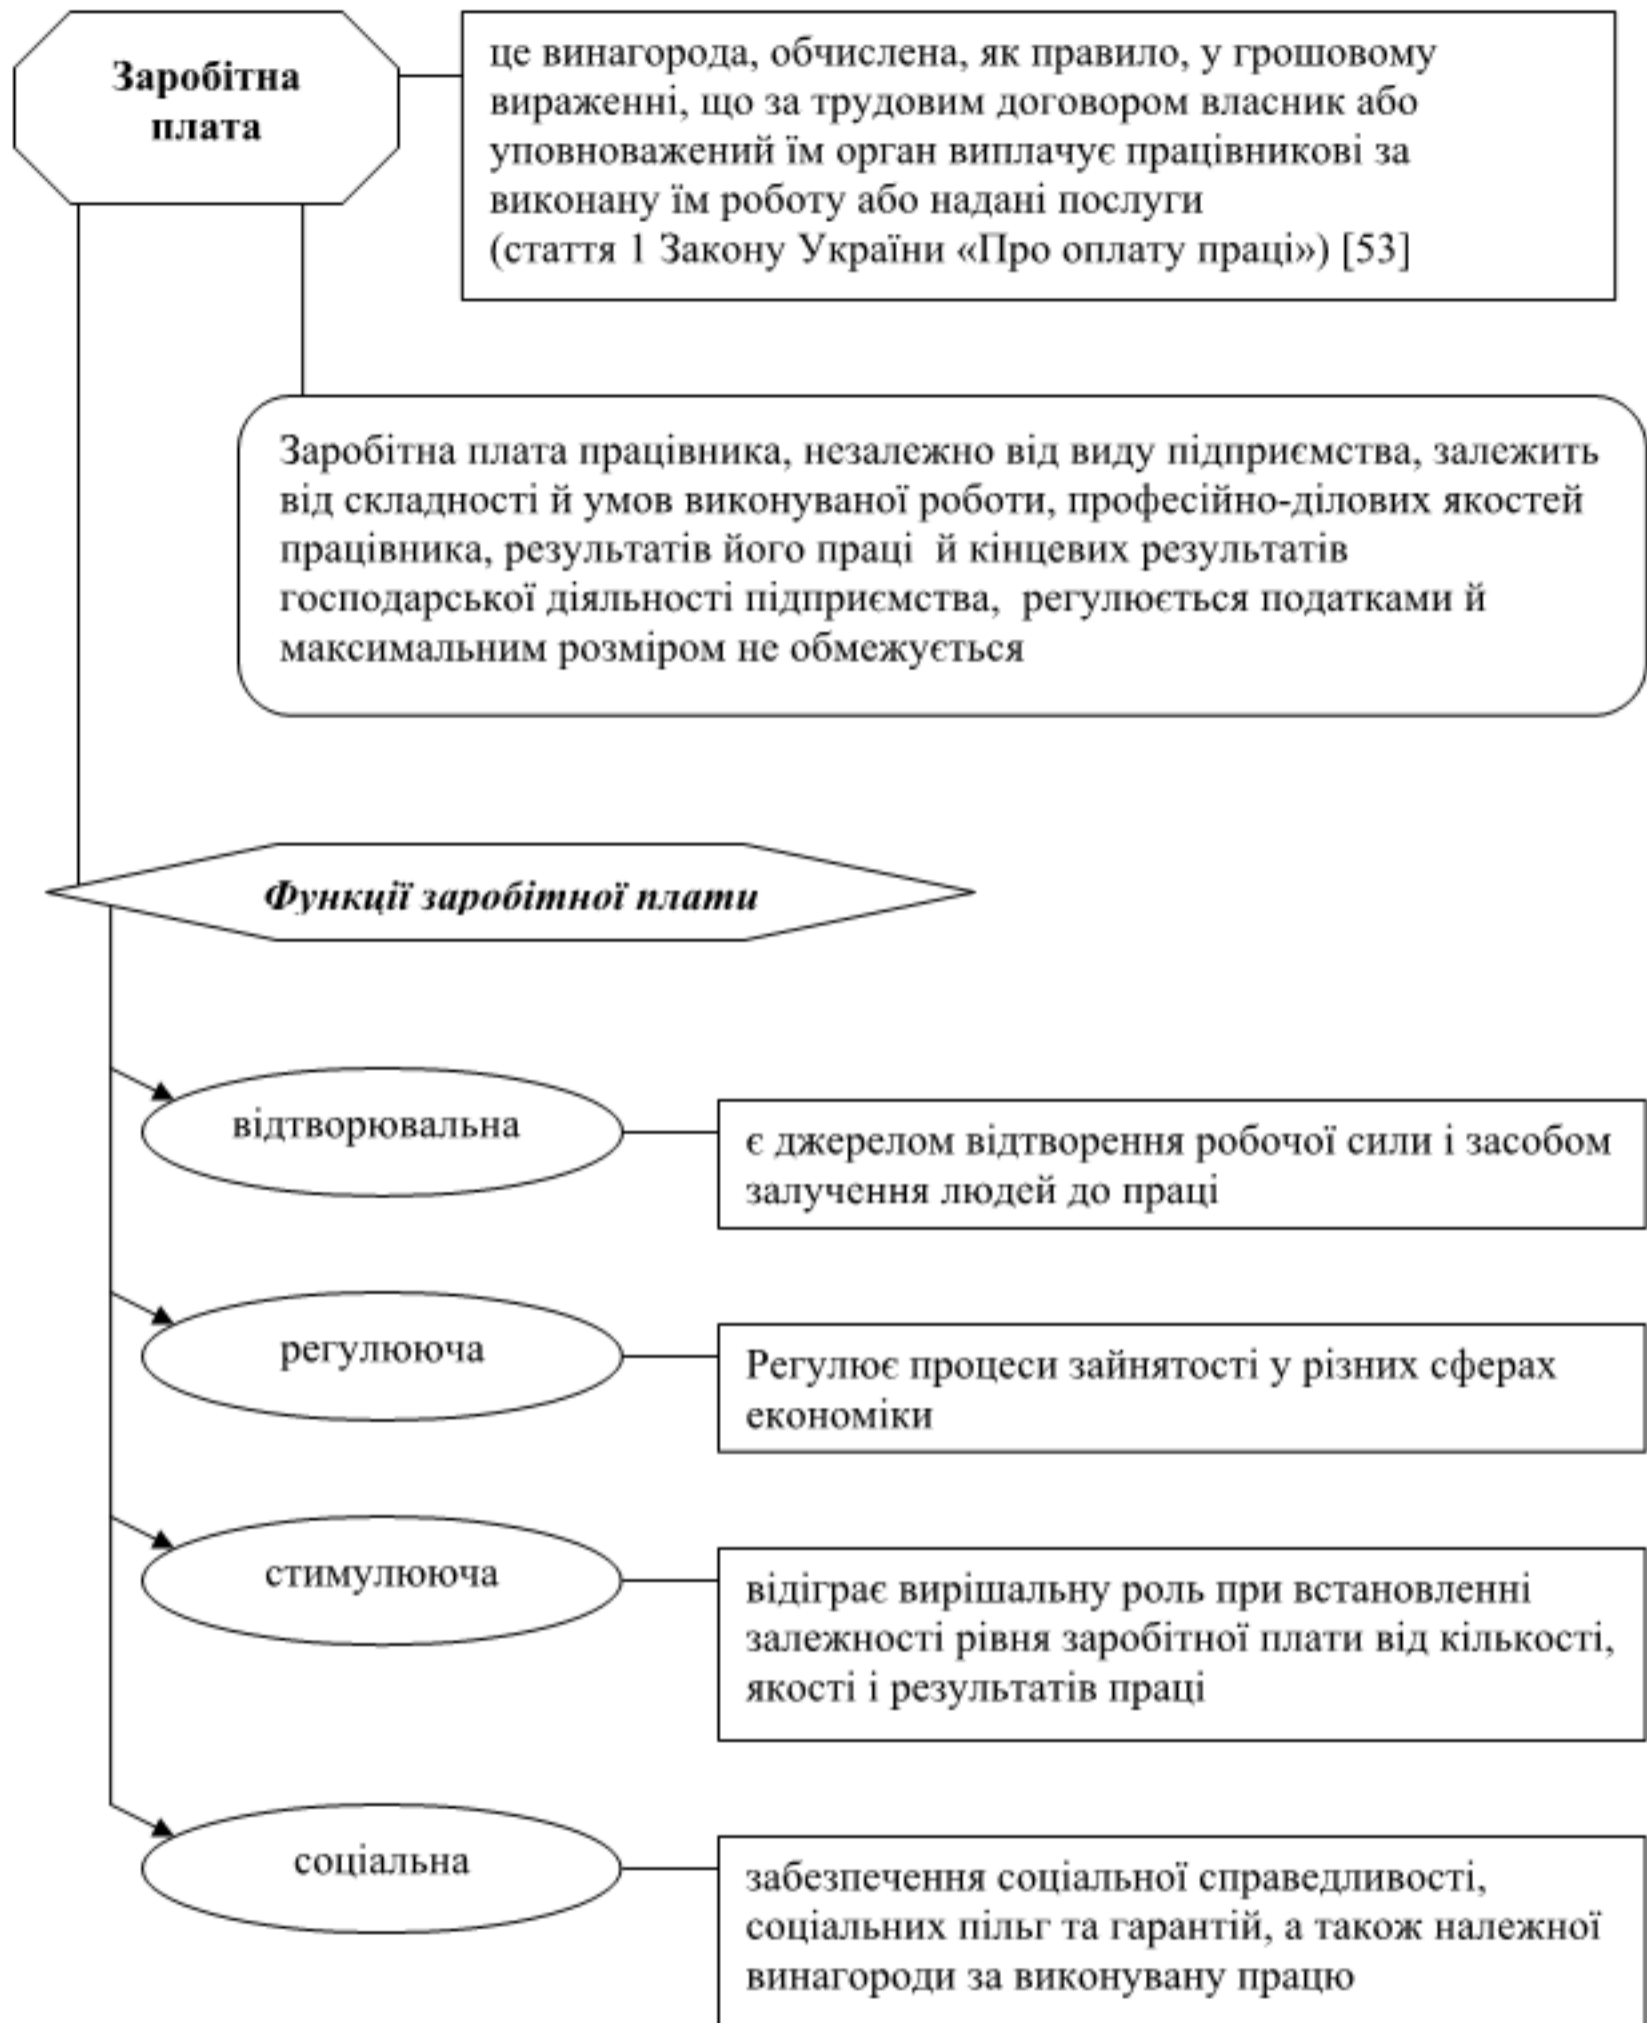 Заробітна
плата
це винагорода, обчислена, як правило, у грошовому
вираженні, що за трудовим договором власник або
уповноважений їм орган виплачує працівникові за
виконану їм роботу або надані послуги
(стаття 1 Закону України «Про оплату праці») [53]
Заробітна плата працівника, незалежно від виду підприємства, залежить
від складності й умов виконуваної роботи, професійно-ділових якостей
працівника, результатів його праці й кінцевих результатів
господарської діяльності підприємства, регулюється податками й
максимальним розміром не обмежується
Функції заробітної плати
відтворювальна
є джерелом відтворення робочої сили і засобом
залучення людей до праці
регулююча
Регулює процеси зайнятості у різних сферах
економіки
стимулююча
відіграє вирішальну роль при встановленні
залежності рівня заробітної плати від кількості,
якості і результатів праці
соціальна
забезпечення соціальної справедливості,
соціальних пільг та гарантій, а також належної
винагороди за виконувану працю